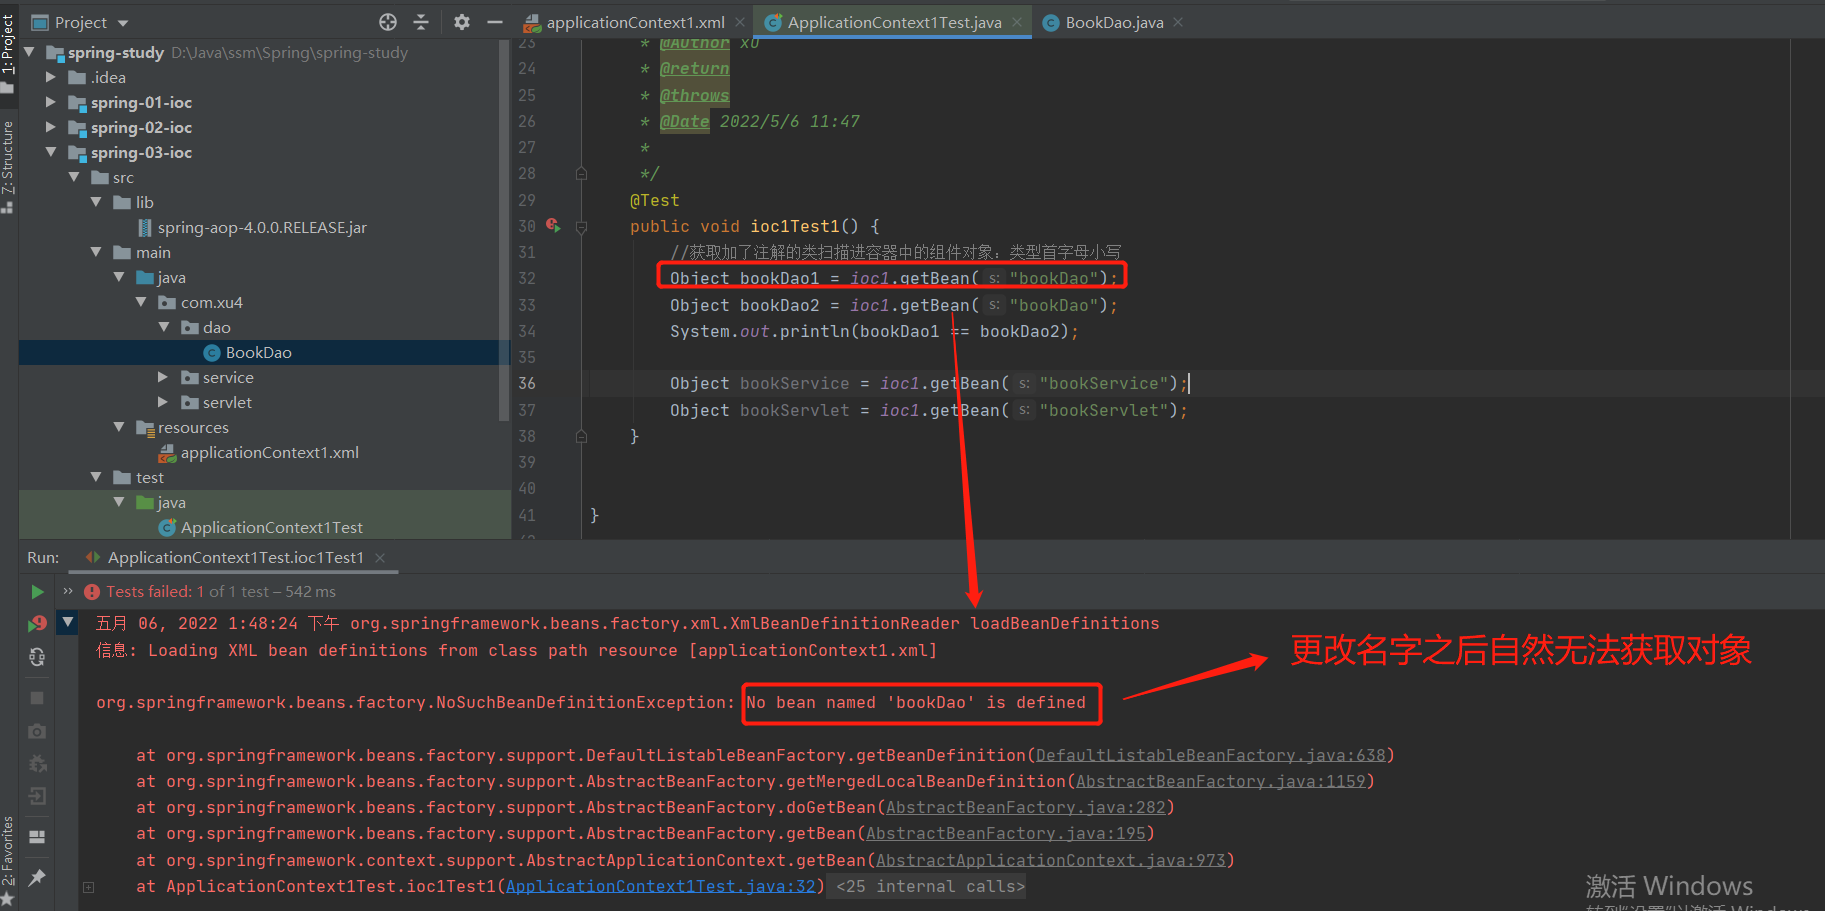 Project
applicationContext1.xml
ApplicationContext1Test.java
BookDao.java
1: Project
7: Structure
2: Favorites
spring-study D:\Java\ssm\Spring\spring-study
.idea
spring-01-ioc
spring-02-ioc
spring-03-ioc
src
lib
spring-aop-4.0.0.RELEASE.jar
main
java
com.xu4
dao
BookDao
service
servlet
resources
applicationContext1.xml
test
java
ApplicationContext1Test
23 * @Author xu
24 * @return
25 * @throws
26 * @Date 2022/5/6 11:47
27 *
28 */
29 @Test
30 public void ioc1Test1() {
31 //获取加了注解的类扫描进容器中的组件对象：类型首字母小写
32 Object bookDao1 = ioc1.getBean( s: "bookDao");
33 Object bookDao2 = ioc1.getBean( s: "bookDao");
34 System.out.println(bookDao1 == bookDao2);
35
36 Object bookService = ioc1.getBean( s: "bookService");
37 Object bookServlet = ioc1.getBean( s: "bookServlet");
38 }
39
40
41 }
Run: ApplicationContext1Test.ioc1Test1
» Tests failed: 1 of 1 test – 542 ms
五月 06, 2022 1:48:24 下午 org.springframework.beans.factory.xml.XmlBeanDefinitionReader loadBeanDefinitions
信息: Loading XML bean definitions from class path resource [applicationContext1.xml]
更改名字之后自然无法获取对象
org.springframework.beans.factory.NoSuchBeanDefinitionException: No bean named 'bookDao' is defined
at org.springframework.beans.factory.support.DefaultListableBeanFactory.getBeanDefinition(DefaultListableBeanFactory.java:638)
at org.springframework.beans.factory.support.AbstractBeanFactory.getMergedLocalBeanDefinition(AbstractBeanFactory.java:1159)
at org.springframework.beans.factory.support.AbstractBeanFactory.doGetBean(AbstractBeanFactory.java:282)
at org.springframework.beans.factory.support.AbstractBeanFactory.getBean(AbstractBeanFactory.java:195)
at org.springframework.context.support.AbstractApplicationContext.getBean(AbstractApplicationContext.java:973)
at ApplicationContext1Test.ioc1Test1(ApplicationContext1Test.java:32) <25 internal calls>
激活 Windows